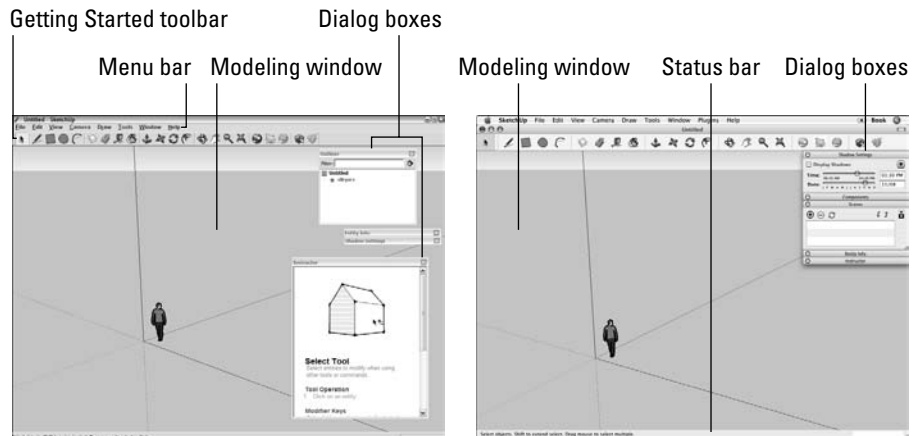 Getting Started toolbar
Dialog boxes
Menu bar
Modeling window
Modeling window
Status bar
Dialog boxes
Untitled - SketchUp
File Edit View Camera Draw Tools Window Help
Outliner
Filter:
Untitled
Entity Info
Shadow Settings
Instructor
Select Tool
Select entities to modify when using
other tools or commands.
Tool Operation
Click on an entity.
Modifier Keys
SketchUp File Edit View Camera Draw Tools Window Plugins Help
Book
Untitled
Shadow Settings
Display Shadows
Time
Date
11/08
Components
Scenes
Entity Info
Instructor
Select objects. Shift to extend select. Drag mouse to select multiple.